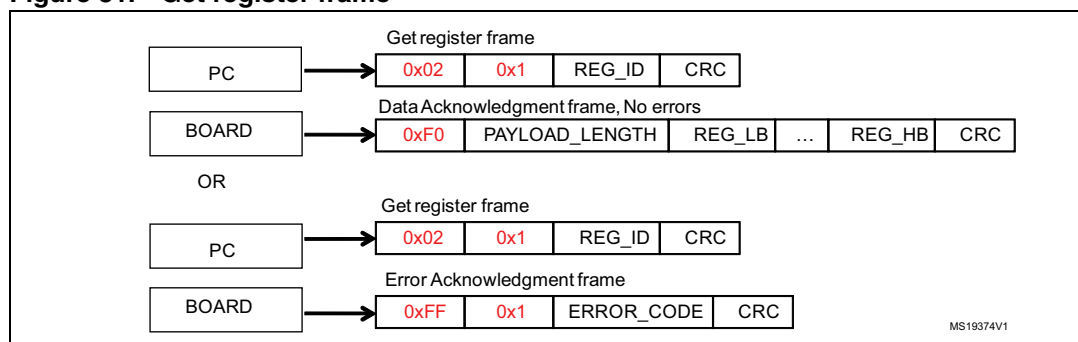 Get register frame
PC 0x02 0x1 REG_ID CRC
Data Acknowledgment frame, No errors
BOARD 0xF0 PAYLOAD_LENGTH REG_LB ... REG_HB CRC
OR
Get register frame
PC 0x02 0x1 REG_ID CRC
Error Acknowledgment frame
BOARD 0xFF 0x1 ERROR_CODE CRC
MS19374V1